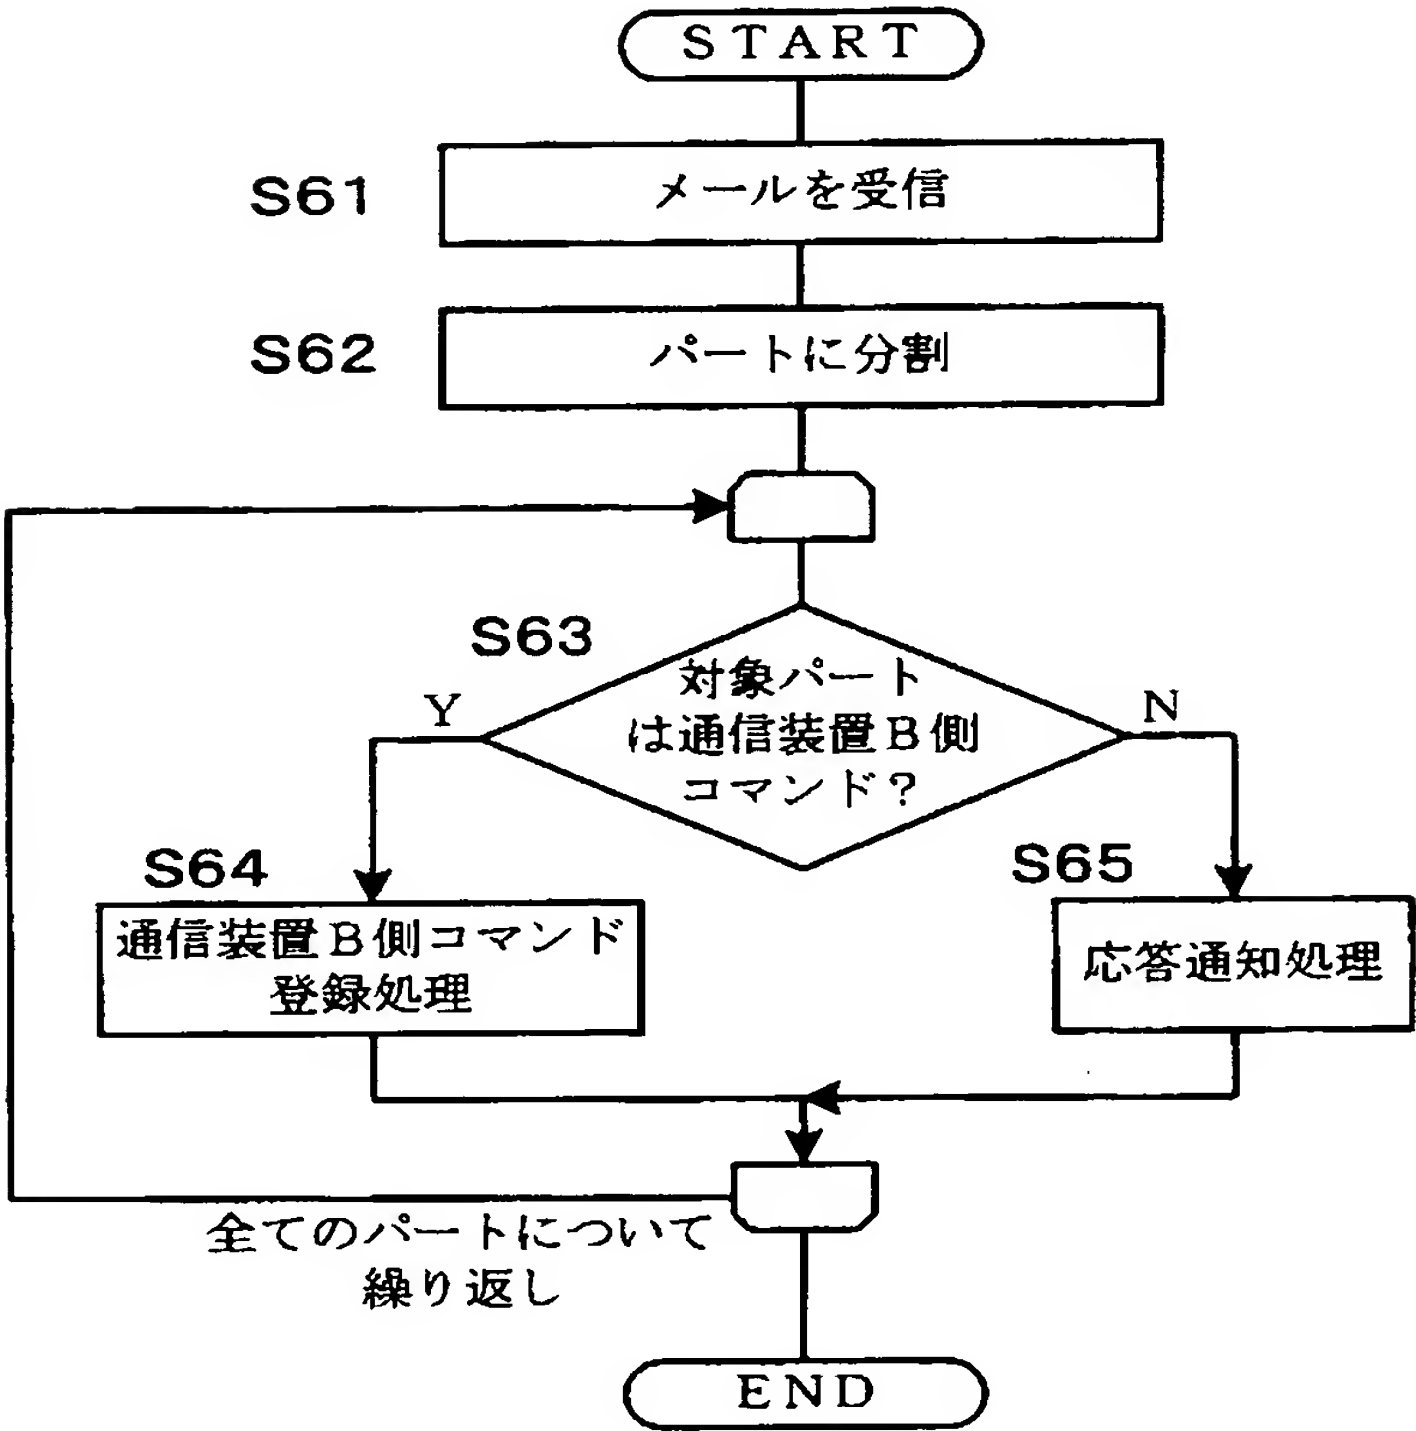 START
S61
メールを受信
S62
パートに分割
S63
対象パート
は通信装置B側
コマンド?
Y
N
S64
通信装置B側コマンド
登録処理
S65
応答通知処理
全てのパートについて
繰り返し
END